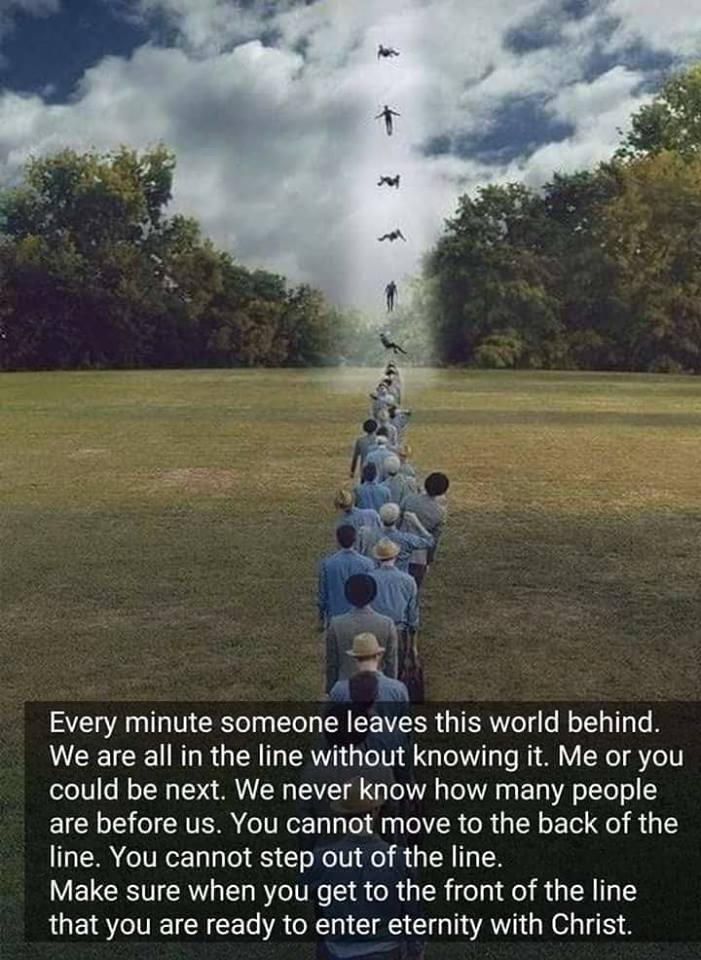 Every minute someone leaves this world behind.
We are all in the line without knowing it. Me or you
could be next. We never know how many people
are before us. You cannot move to the back of the
line. You cannot step out of the line.
Make sure when you get to the front of the line
that you are ready to enter eternity with Christ.